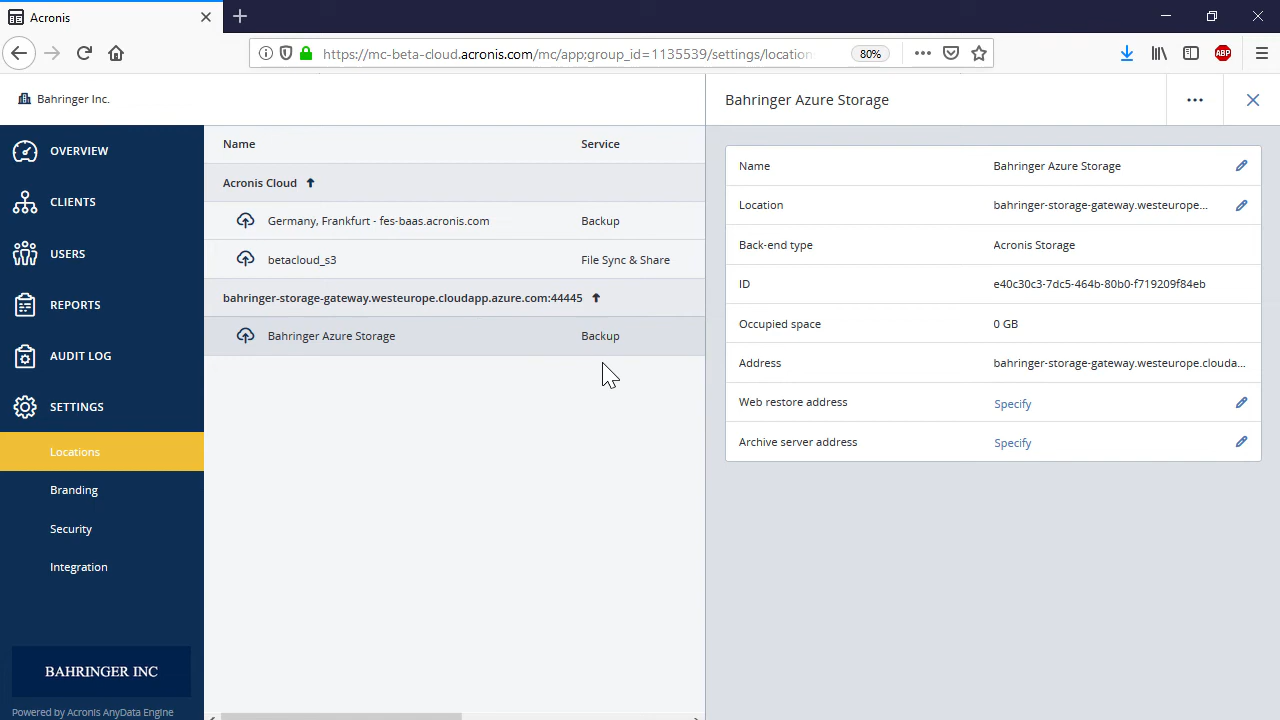 Acronis
https://mc-beta-cloud.acronis.com/mc/app;group_id=1135539/settings/location
80%
ABP
Bahringer Inc.
OVERVIEW
CLIENTS
USERS
REPORTS
AUDIT LOG
SETTINGS
Locations
Branding
Security
Integration
BAHRINGER INC
Powered by Acronis AnyData Engine
Name Service
Acronis Cloud
Germany, Frankfurt - fes-baas.acronis.com Backup
betacloud_s3 File Sync & Share
bahringer-storage-gateway.westeurope.cloudapp.azure.com:44445
Bahringer Azure Storage Backup
Bahringer Azure Storage
Name Bahringer Azure Storage
Location bahringer-storage-gateway.westeurope...
Back-end type Acronis Storage
ID e40c30c3-7dc5-464b-80b0-f719209f84eb
Occupied space 0 GB
Address bahringer-storage-gateway.westeurope.clouda...
Web restore address Specify
Archive server address Specify